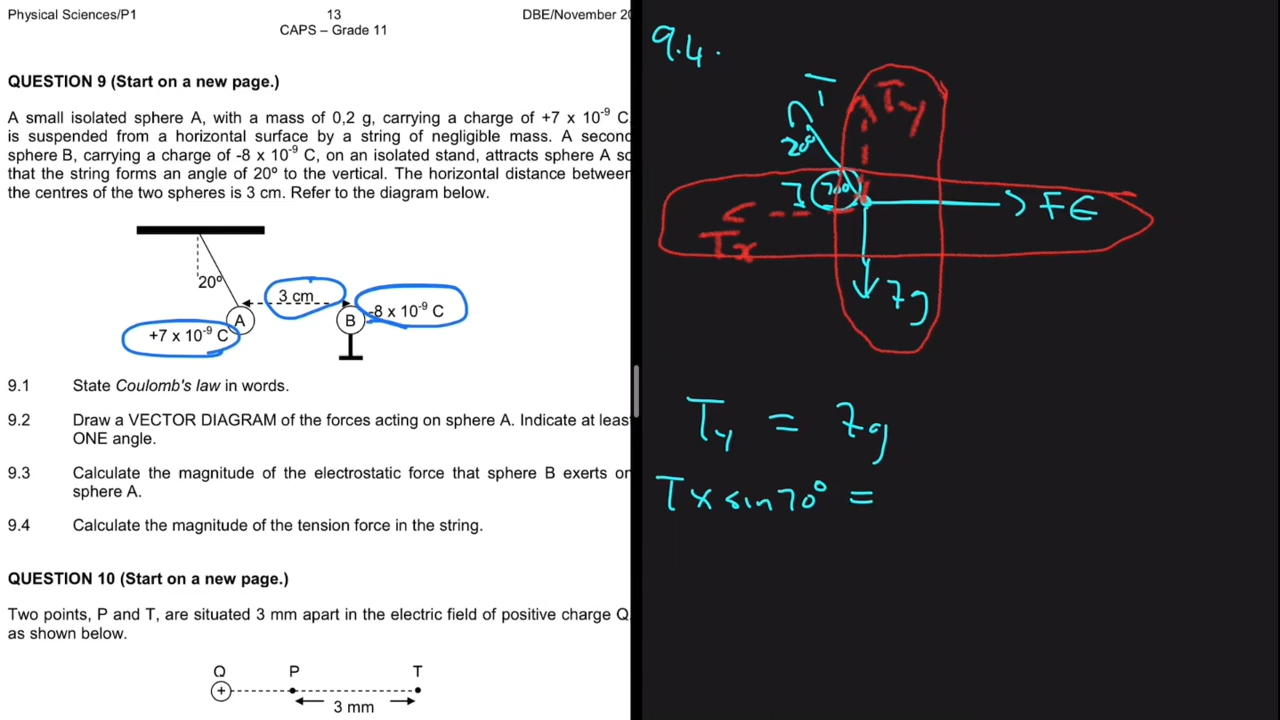 Physical Sciences/P1 13 DBE/November 20
CAPS – Grade 11
QUESTION 9 (Start on a new page.)
A small isolated sphere A, with a mass of 0,2 g, carrying a charge of +7 x 10⁻⁹ C,
is suspended from a horizontal surface by a string of negligible mass. A second
sphere B, carrying a charge of -8 x 10⁻⁹ C, on an isolated stand, attracts sphere A so
that the string forms an angle of 20º to the vertical. The horizontal distance between
the centres of the two spheres is 3 cm. Refer to the diagram below.
20º
3 cm
A
B
-8 x 10⁻⁹ C
+7 x 10⁻⁹ C
9.1 State Coulomb's law in words.
9.2 Draw a VECTOR DIAGRAM of the forces acting on sphere A. Indicate at least
ONE angle.
9.3 Calculate the magnitude of the electrostatic force that sphere B exerts on
sphere A.
9.4 Calculate the magnitude of the tension force in the string.
QUESTION 10 (Start on a new page.)
Two points, P and T, are situated 3 mm apart in the electric field of positive charge Q
as shown below.
Q P T
+
3 mm
9.4.
T
Ty
20°
70°
FE
Tx
Fg
Ty = Fg
T x sin70° =